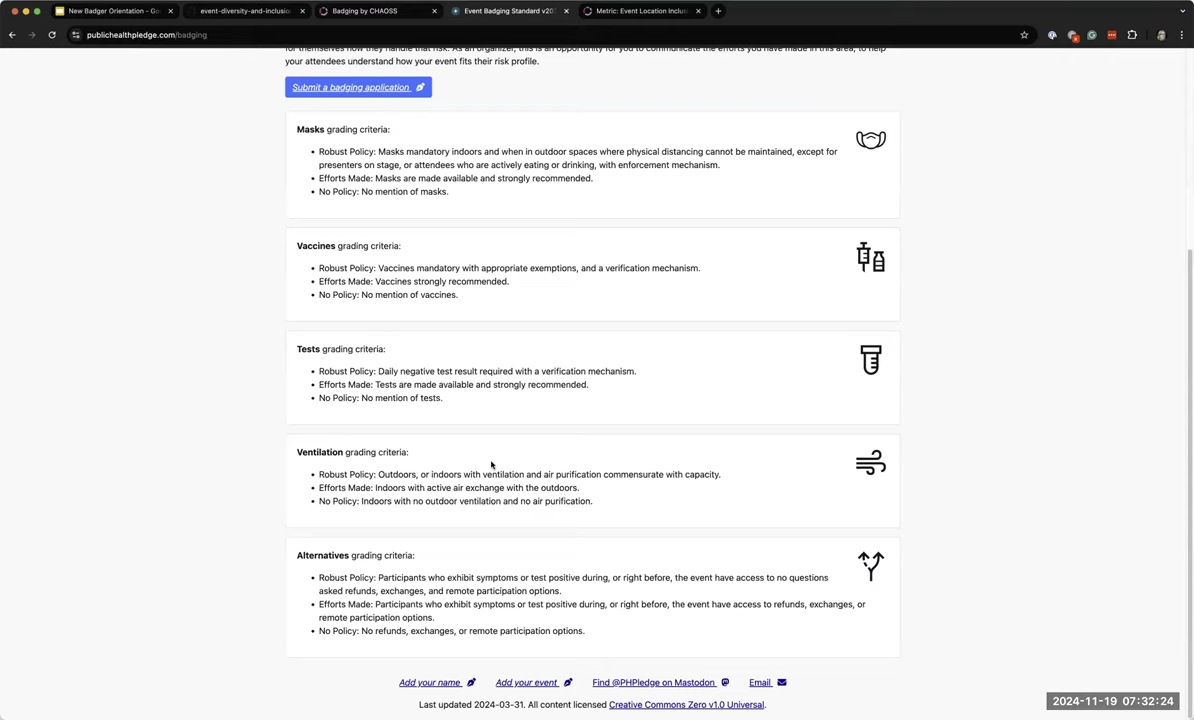 New Badger Orientation - Go
event-diversity-and-inclusion
Badging by CHAOSS
Event Badging Standard v20
Metric: Event Location Inclus
publichealthpledge.com/badging
for themselves how they handle that risk. As an organizer, this is an opportunity for you to communicate the efforts you have made in this area, to help
your attendees understand how your event fits their risk profile.
Submit a badging application
Masks grading criteria:
• Robust Policy: Masks mandatory indoors and when in outdoor spaces where physical distancing cannot be maintained, except for
presenters on stage, or attendees who are actively eating or drinking, with enforcement mechanism.
• Efforts Made: Masks are made available and strongly recommended.
• No Policy: No mention of masks.
Vaccines grading criteria:
• Robust Policy: Vaccines mandatory with appropriate exemptions, and a verification mechanism.
• Efforts Made: Vaccines strongly recommended.
• No Policy: No mention of vaccines.
Tests grading criteria:
• Robust Policy: Daily negative test result required with a verification mechanism.
• Efforts Made: Tests are made available and strongly recommended.
• No Policy: No mention of tests.
Ventilation grading criteria:
• Robust Policy: Outdoors, or indoors with ventilation and air purification commensurate with capacity.
• Efforts Made: Indoors with active air exchange with the outdoors.
• No Policy: Indoors with no outdoor ventilation and no air purification.
Alternatives grading criteria:
• Robust Policy: Participants who exhibit symptoms or test positive during, or right before, the event have access to no questions
asked refunds, exchanges, and remote participation options.
• Efforts Made: Participants who exhibit symptoms or test positive during, or right before, the event have access to refunds, exchanges, or
remote participation options.
• No Policy: No refunds, exchanges, or remote participation options.
Add your name Add your event Find @PHPledge on Mastodon Email
Last updated 2024-03-31. All content licensed Creative Commons Zero v1.0 Universal.
2024-11-19 07:32:24